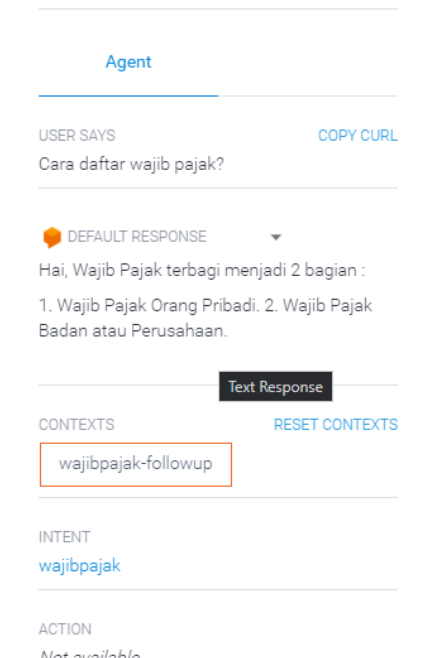 Agent
USER SAYS
COPY CURL
Cara daftar wajib pajak?
DEFAULT RESPONSE
Hai, Wajib Pajak terbagi menjadi 2 bagian :
1. Wajib Pajak Orang Pribadi. 2. Wajib Pajak
Badan atau Perusahaan.
Text Response
CONTEXTS
RESET CONTEXTS
wajibpajak-followup
INTENT
wajibpajak
ACTION
Not available